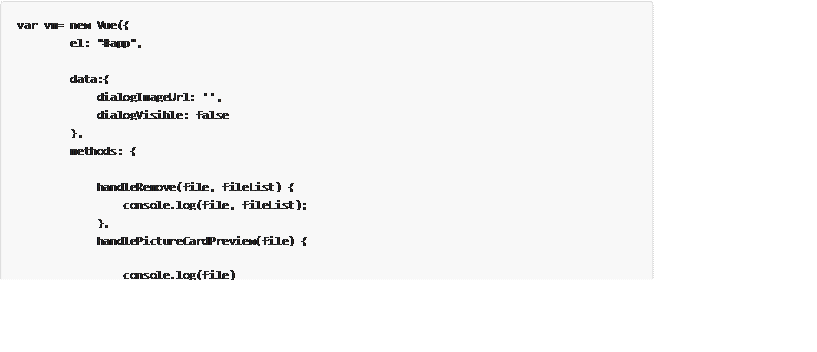 var vm= new Vue({
el: "#app",
data:{
dialogImageUrl: '',
dialogVisible: false
},
methods: {
handleRemove(file, fileList) {
console.log(file, fileList);
},
handlePictureCardPreview(file) {
console.log(file)